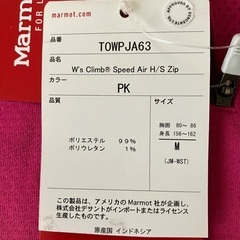 Marmot
FOR L
marmot.com
APPROVED BY
品番
TOWPJA63
品名
W's Climb® Speed Air H/S Zip
カラー
PK
サイズ
胸囲 80～ 86
身長 156～162
M
(JM-WST)
ポリエステル 99%
ポリウレタン 1%
この製品は、アメリカのMarmot社が企画し、
株式会社デサントがインポートまたはライセンス
生産したものです。
原産国 インドネシア